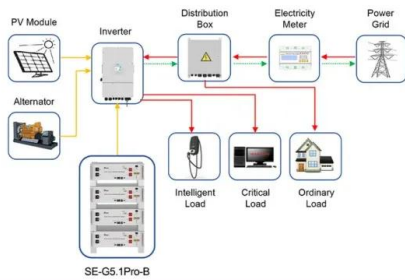 PV Module
Inverter
Distribution
Box
Electricity
Meter
Power
Grid
Alternator
Intelligent
Load
Critical
Load
Ordinary
Load
SE-G5.1Pro-B